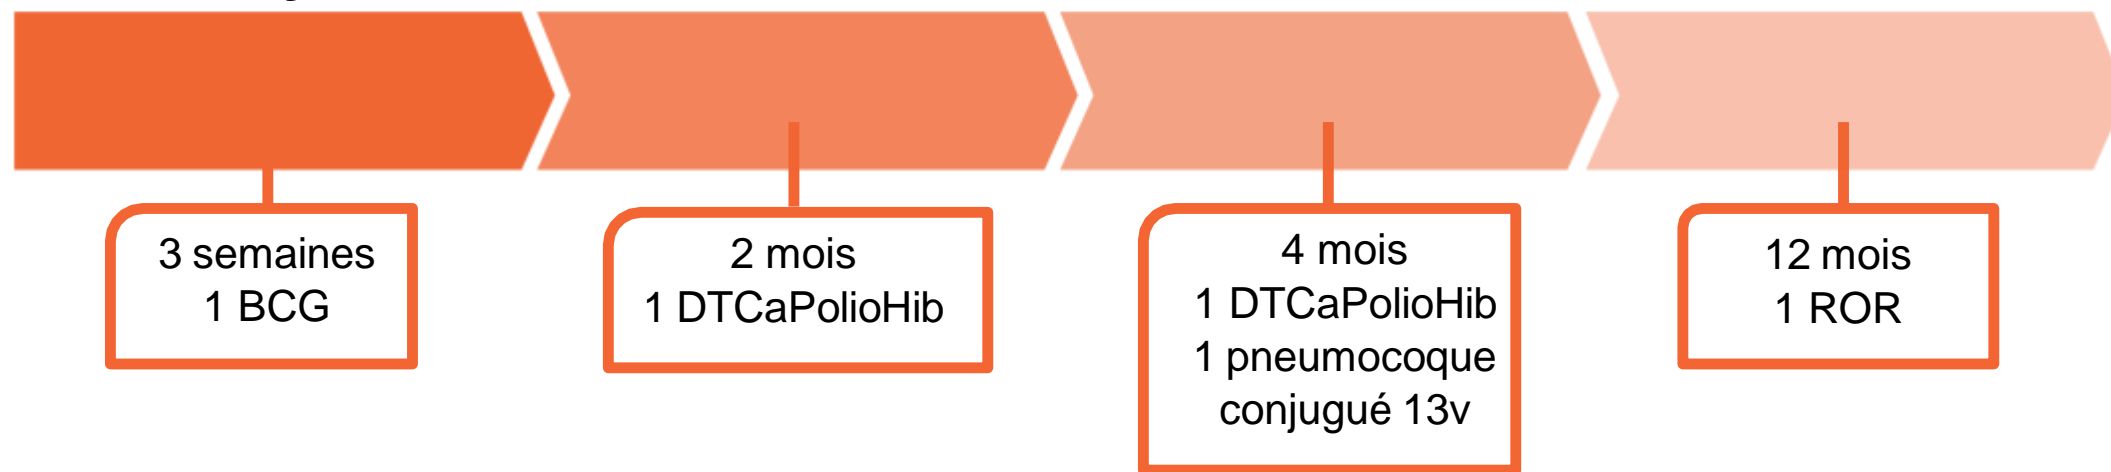 3 semaines
1 BCG
2 mois
1 DTCaPolioHib
4 mois
1 DTCaPolioHib
1 pneumocoque
conjugué 13v
12 mois
1 ROR